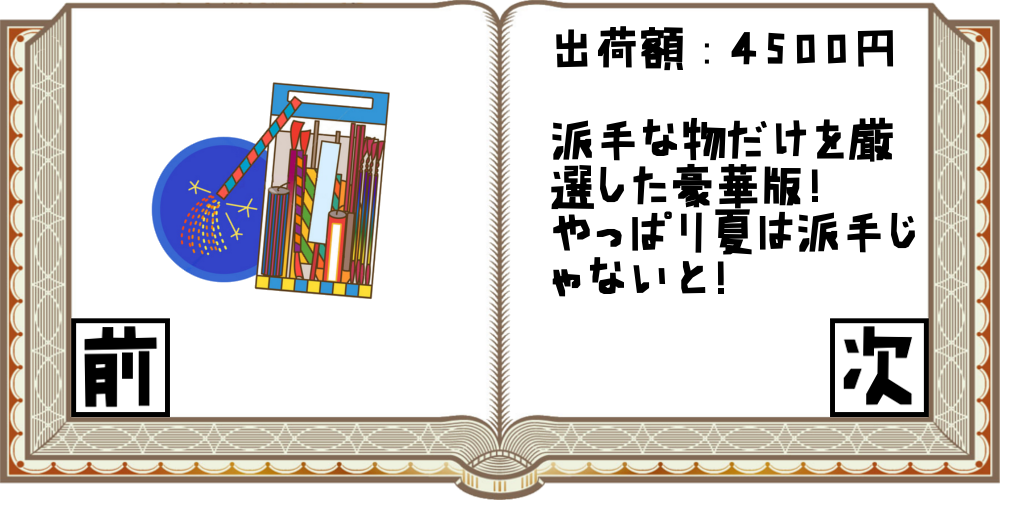 出荷額：４５００円
派手な物だけを厳
選した豪華版！
やっぱり夏は派手じ
ゃないと！
前
次